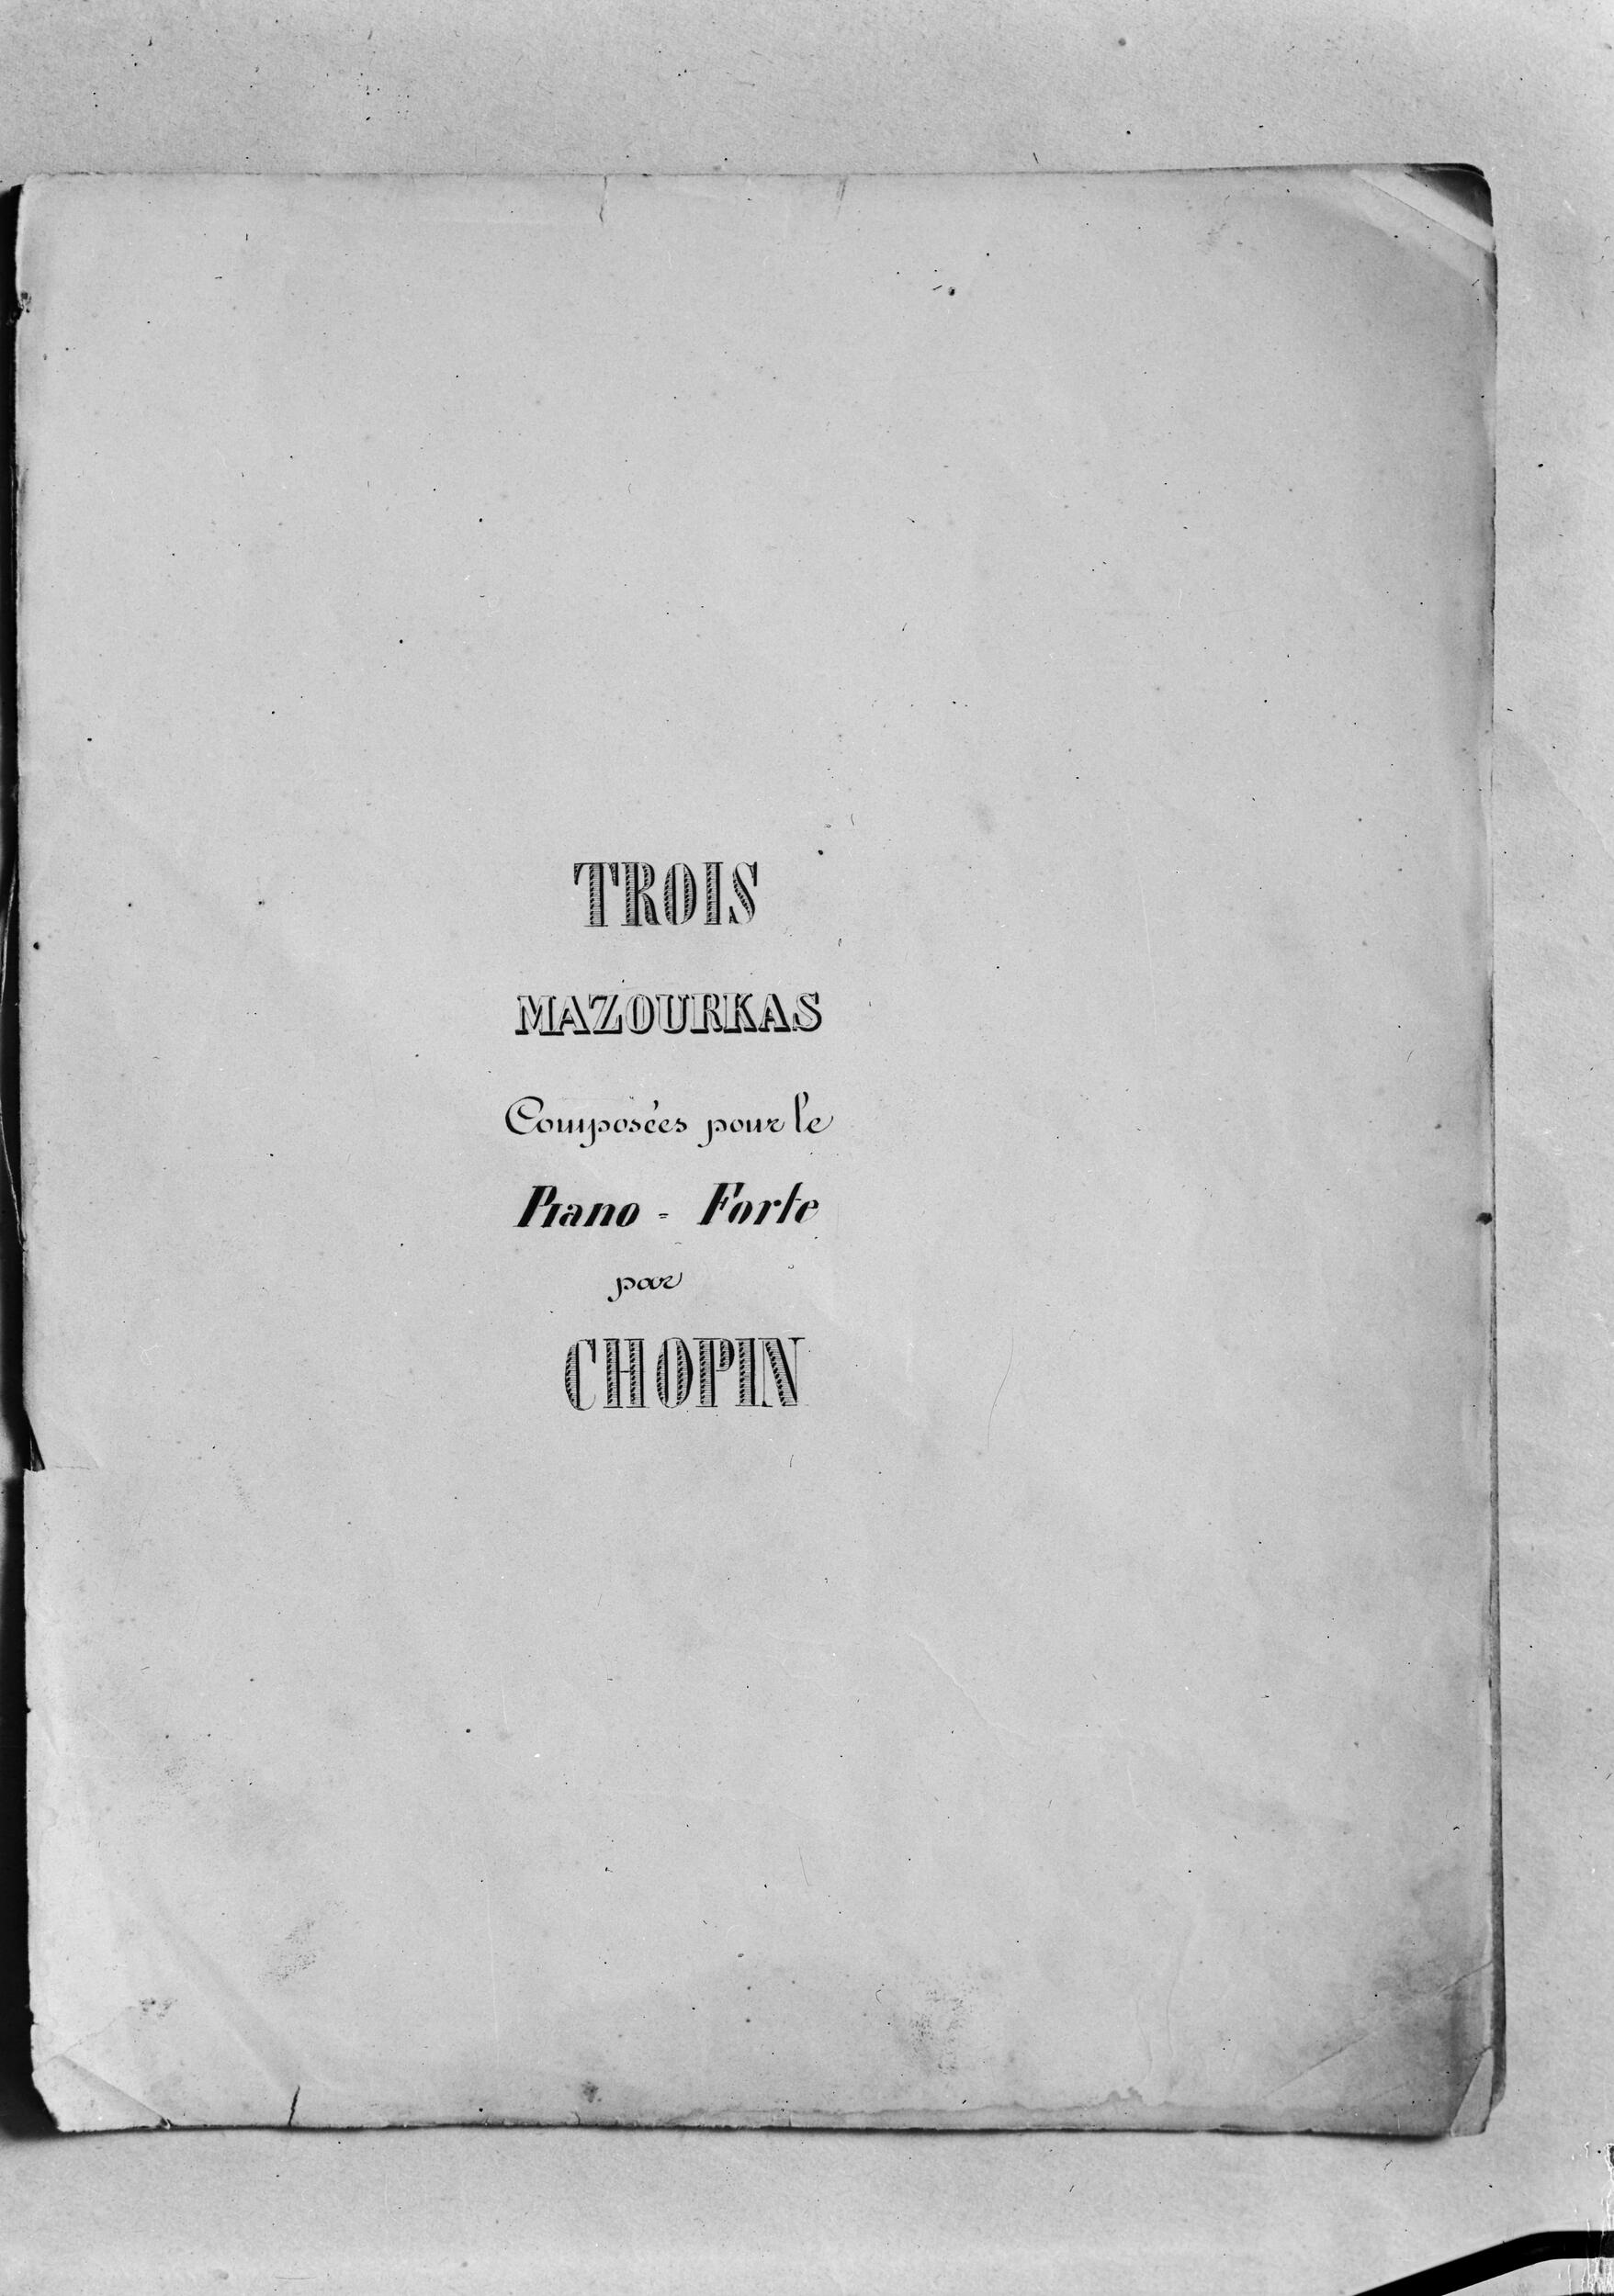 TROIS
MAZOURKAS
Composées pour le
Piano - Forte
par
CHOPIN